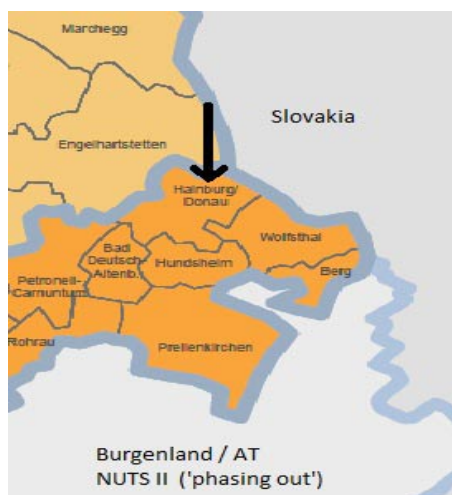 Marchegg
Slovakia
Engelhartstetten
Hainburg/
Donau
Wolfsthal
Bad
Deutsch-
Altenb.
Hundsheim
Berg
Petronell-
Carnuntum
Rohrau
Prellenkirchen
Burgenland / AT
NUTS II ('phasing out')